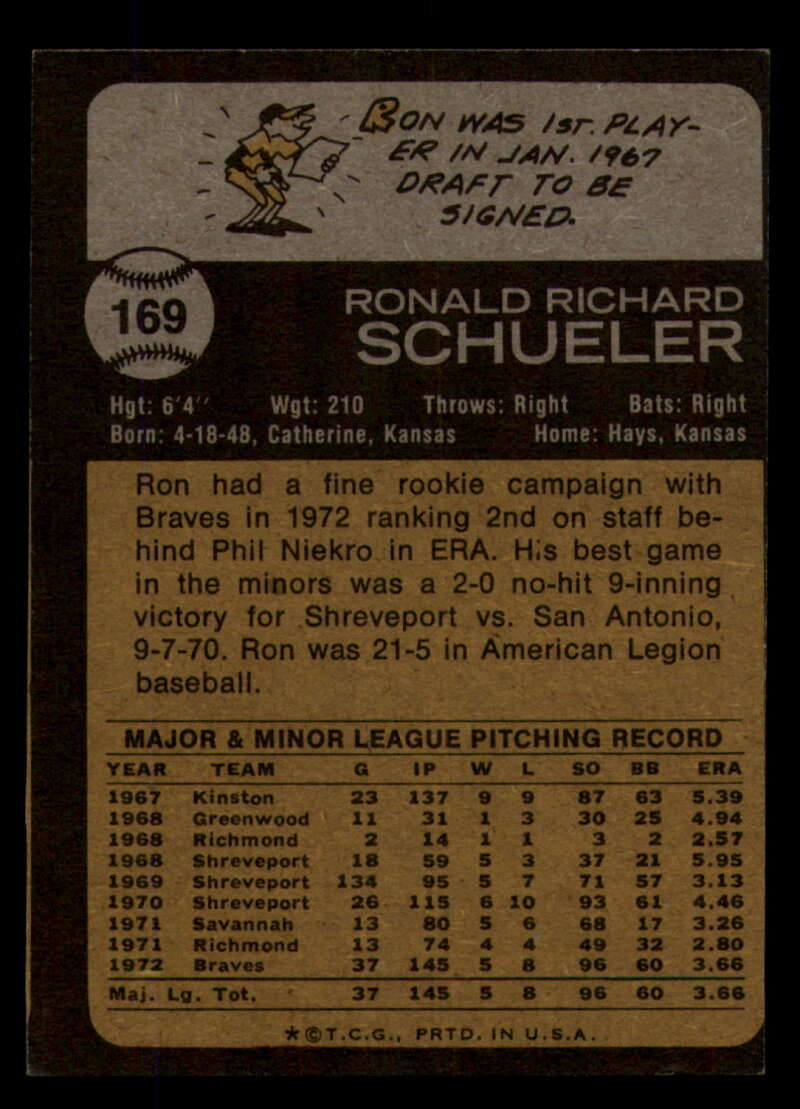 RON WAS 1ST. PLAY-
ER IN JAN. 1967
DRAFT TO BE
SIGNED.
169
RONALD RICHARD
SCHUELER
Hgt: 6'4" Wgt: 210 Throws: Right Bats: Right
Born: 4-18-48, Catherine, Kansas Home: Hays, Kansas
Ron had a fine rookie campaign with
Braves in 1972 ranking 2nd on staff be-
hind Phil Niekro in ERA. His best game
in the minors was a 2-0 no-hit 9-inning
victory for Shreveport vs. San Antonio,
9-7-70. Ron was 21-5 in American Legion
baseball.
MAJOR & MINOR LEAGUE PITCHING RECORD
YEAR TEAM G IP W L SO BB ERA
1967 Kinston 23 137 9 9 87 63 5.39
1968 Greenwood 11 31 1 3 30 25 4.94
1968 Richmond 2 14 1 1 3 2 2.57
1968 Shreveport 18 59 5 3 37 21 5.95
1969 Shreveport 134 95 5 7 71 57 3.13
1970 Shreveport 26 115 6 10 93 61 4.46
1971 Savannah 13 80 5 6 68 17 3.26
1971 Richmond 13 74 4 4 49 32 2.80
1972 Braves 37 145 5 8 96 60 3.66
Maj. Lg. Tot. 37 145 5 8 96 60 3.66
★©T.C.G., PRTD. IN U.S.A.